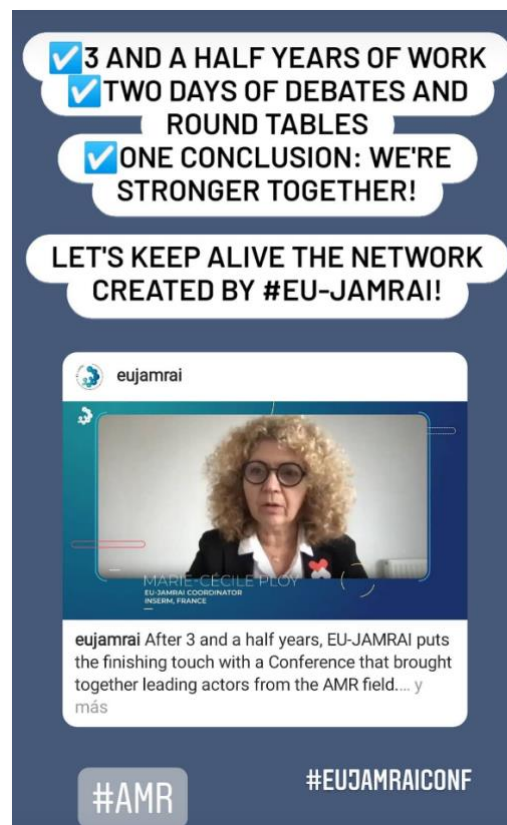 ✅3 AND A HALF YEARS OF WORK
✅TWO DAYS OF DEBATES AND
ROUND TABLES
✅ONE CONCLUSION: WE'RE
STRONGER TOGETHER!
LET'S KEEP ALIVE THE NETWORK
CREATED BY #EU-JAMRAI!
eujamrai
MARIE-CÉCILE PLOY
EU-JAMRAI COORDINATOR
INSERM, FRANCE
eujamrai After 3 and a half years, EU-JAMRAI puts
the finishing touch with a Conference that brought
together leading actors from the AMR field.... y
más
#EUJAMRAICONF
#AMR